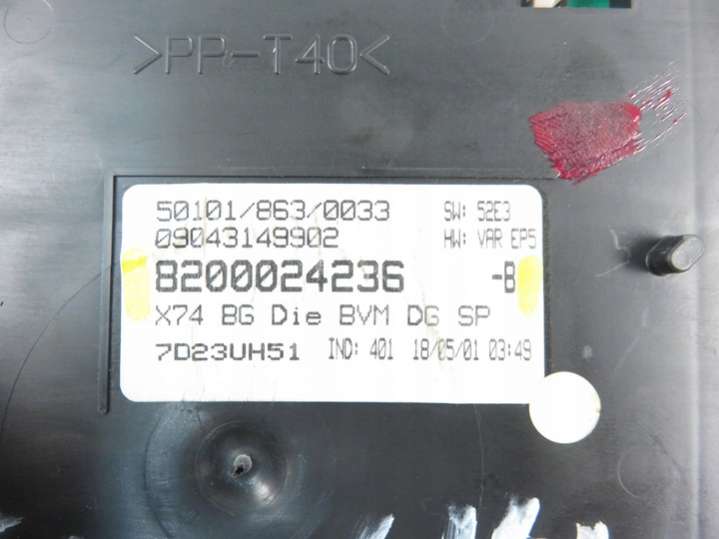 >PP-T40<
50101/863/0033 SW: 52E3
09043149902 HW: VAR EPS
8200024236 -B
X74 BG Die BVM DG SP
7D23UH51 IND: 401 18/05/01 03:49